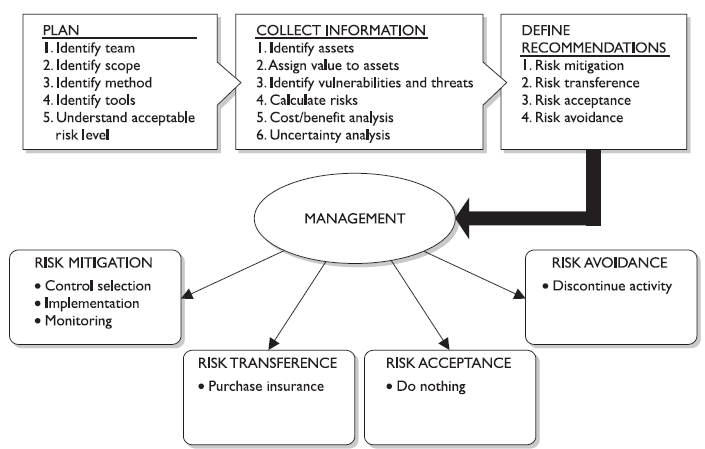 PLAN
1. Identify team
2. Identify scope
3. Identify method
4. Identify tools
5. Understand acceptable
risk level
COLLECT INFORMATION
1. Identify assets
2. Assign value to assets
3. Identify vulnerabilities and threats
4. Calculate risks
5. Cost/benefit analysis
6. Uncertainty analysis
DEFINE
RECOMMENDATIONS
1. Risk mitigation
2. Risk transference
3. Risk acceptance
4. Risk avoidance
MANAGEMENT
RISK MITIGATION
• Control selection
• Implementation
• Monitoring
RISK TRANSFERENCE
• Purchase insurance
RISK ACCEPTANCE
• Do nothing
RISK AVOIDANCE
• Discontinue activity